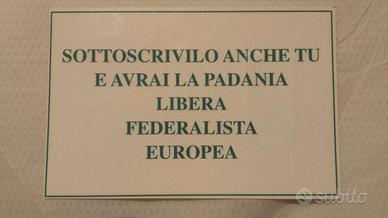 SOTTOSCRIVILO ANCHE TU
E AVRAI LA PADANIA
LIBERA
FEDERALISTA
EUROPEA
subito